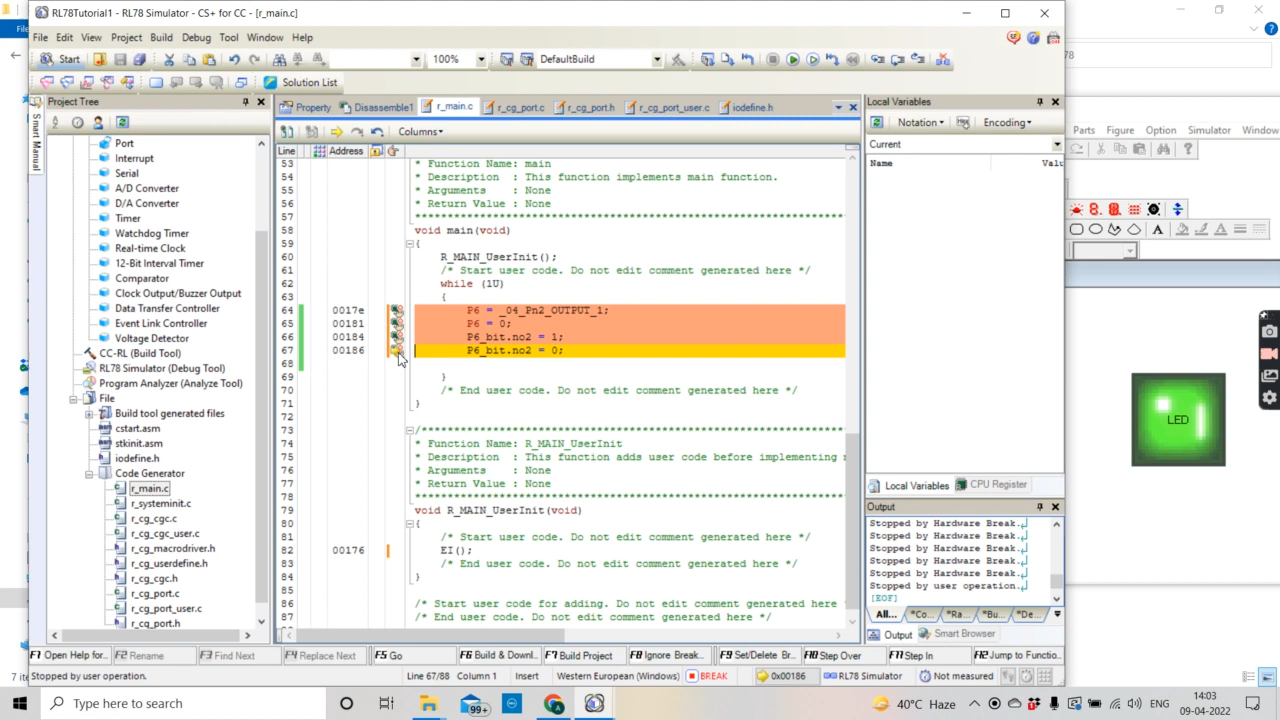 RL78Tutorial1 - RL78 Simulator - CS+ for CC - [r_main.c]
File Edit View Project Build Debug Tool Window Help
Start 100% DefaultBuild
Solution List
Project Tree
Smart Manual
Port
Interrupt
Serial
A/D Converter
D/A Converter
Timer
Watchdog Timer
Real-time Clock
12-Bit Interval Timer
Comparator
Clock Output/Buzzer Output
Data Transfer Controller
Event Link Controller
Voltage Detector
CC-RL (Build Tool)
RL78 Simulator (Debug Tool)
Program Analyzer (Analyze Tool)
File
Build tool generated files
cstart.asm
stkinit.asm
iodefine.h
Code Generator
r_main.c
r_systeminit.c
r_cg_cgc.c
r_cg_cgc_user.c
r_cg_macrodriver.h
r_cg_userdefine.h
r_cg_cgc.h
r_cg_port.c
r_cg_port_user.c
r_cg_port.h
Property Disassemble1 r_main.c r_cg_port.c r_cg_port.h r_cg_port_user.c iodefine.h
Columns
Line Address
53 * Function Name: main
54 * Description : This function implements main function.
55 * Arguments : None
56 * Return Value : None
57 ******************************************************************
58 void main(void)
59 {
60 R_MAIN_UserInit();
61 /* Start user code. Do not edit comment generated here */
62 while (1U)
63 {
64 0017e P6 = _04_Pn2_OUTPUT_1;
65 00181 P6 = 0;
66 00184 P6_bit.no2 = 1;
67 00186 P6_bit.no2 = 0;
68
69 }
70 /* End user code. Do not edit comment generated here */
71 }
72
73 /*****************************************************************
74 * Function Name: R_MAIN_UserInit
75 * Description : This function adds user code before implementing
76 * Arguments : None
77 * Return Value : None
78 ******************************************************************
79 void R_MAIN_UserInit(void)
80 {
81 /* Start user code. Do not edit comment generated here */
82 00176 EI();
83 /* End user code. Do not edit comment generated here */
84 }
85
86 /* Start user code for adding. Do not edit comment generated here
87 /* End user code. Do not edit comment generated here */
Local Variables
Notation Hex Encoding
Current
Name Valu
Local Variables CPU Register
Output
Stopped by Hardware Break.
Stopped by Hardware Break.
Stopped by Hardware Break.
Stopped by Hardware Break.
Stopped by Hardware Break.
Stopped by user operation.
[EOF]
All... *Co... *Ra... *Bu... *De...
Output Smart Browser
F1 Open Help for... F2 Rename F3 Find Next F4 Replace Next F5 Go F6 Build & Downl... F7 Build Project F8 Ignore Break... F9 Set/Delete Br... F10 Step Over F11 Step In F12 Jump to Functio...
Stopped by user operation. Line 67/88 Column 1 Insert Western European (Windows) BREAK 0x00186 RL78 Simulator Not measured
File
78
Parts Figure Option Simulator Window
A
LED
7 ite
Type here to search
99+
40°C Haze
14:03
09-04-2022